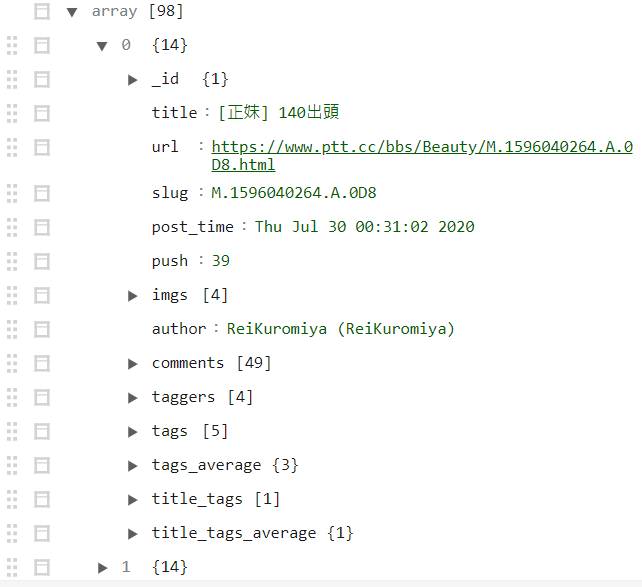 array [98]
0 {14}
_id {1}
title : [正妹] 140出頭
url : https://www.ptt.cc/bbs/Beauty/M.1596040264.A.0
D8.html
slug : M.1596040264.A.0D8
post_time : Thu Jul 30 00:31:02 2020
push : 39
imgs [4]
author : ReiKuromiya (ReiKuromiya)
comments [49]
taggers [4]
tags [5]
tags_average {3}
title_tags [1]
title_tags_average {1}
1 {14}